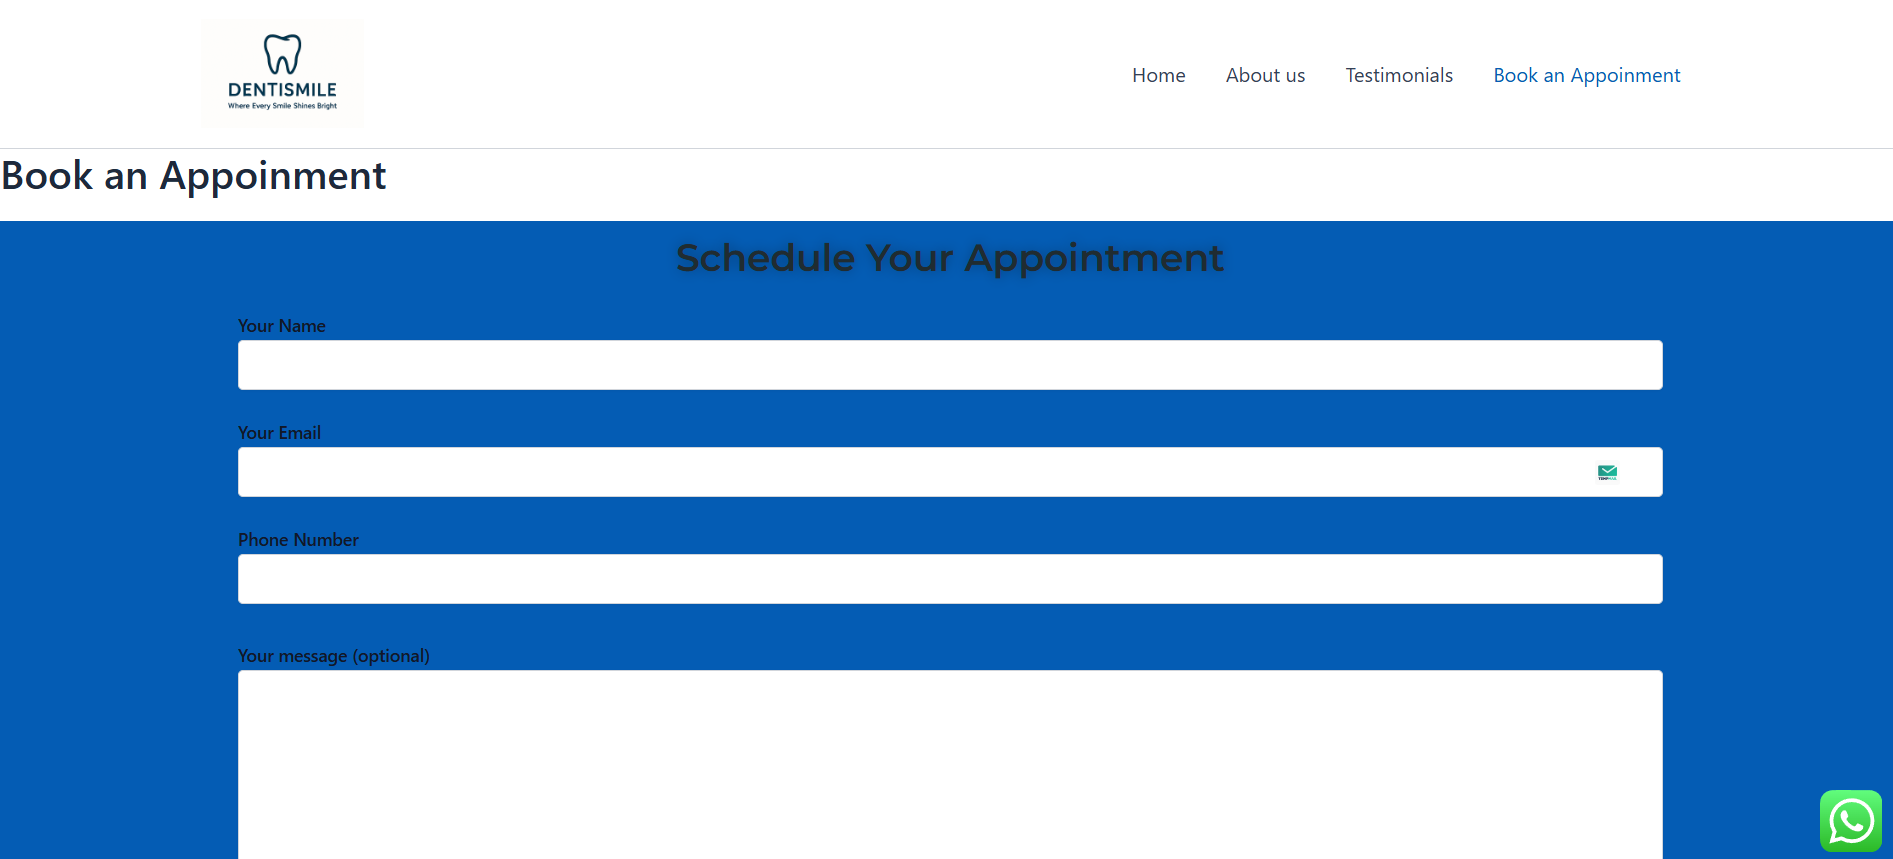 DENTISMILE
Where Every Smile Shines Bright
Home About us Testimonials Book an Appoinment
Book an Appoinment
Schedule Your Appointment
Your Name
Your Email
TEMPMAIL
Phone Number
Your message (optional)